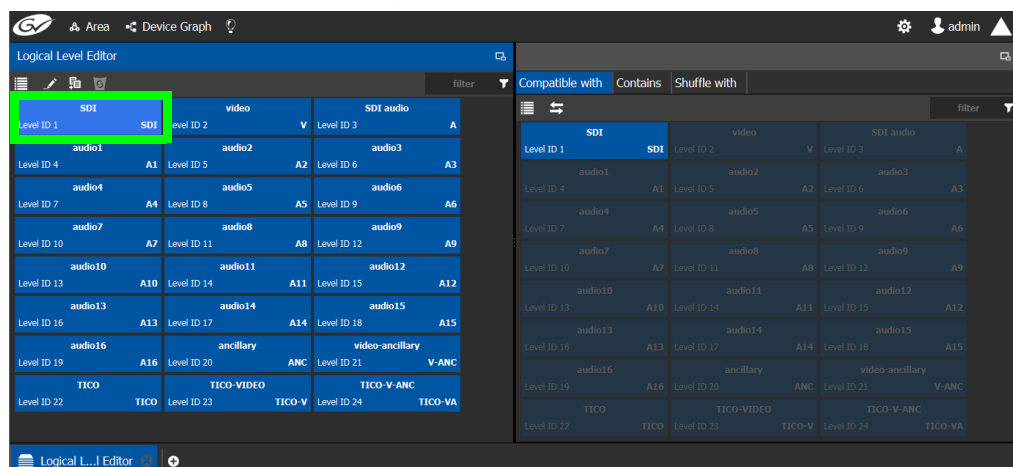 GV Area Device Graph admin
Logical Level Editor
filter
SDI video SDI audio
Level ID 1 SDI Level ID 2 V Level ID 3 A
audio1 audio2 audio3
Level ID 4 A1 Level ID 5 A2 Level ID 6 A3
audio4 audio5 audio6
Level ID 7 A4 Level ID 8 A5 Level ID 9 A6
audio7 audio8 audio9
Level ID 10 A7 Level ID 11 A8 Level ID 12 A9
audio10 audio11 audio12
Level ID 13 A10 Level ID 14 A11 Level ID 15 A12
audio13 audio14 audio15
Level ID 16 A13 Level ID 17 A14 Level ID 18 A15
audio16 ancillary video-ancillary
Level ID 19 A16 Level ID 20 ANC Level ID 21 V-ANC
TICO TICO-VIDEO TICO-V-ANC
Level ID 22 TICO Level ID 23 TICO-V Level ID 24 TICO-VA
Compatible with Contains Shuffle with
filter
SDI video SDI audio
Level ID 1 SDI Level ID 2 V Level ID 3 A
audio1 audio2 audio3
Level ID 4 A1 Level ID 5 A2 Level ID 6 A3
audio4 audio5 audio6
Level ID 7 A4 Level ID 8 A5 Level ID 9 A6
audio7 audio8 audio9
Level ID 10 A7 Level ID 11 A8 Level ID 12 A9
audio10 audio11 audio12
Level ID 13 A10 Level ID 14 A11 Level ID 15 A12
audio13 audio14 audio15
Level ID 16 A13 Level ID 17 A14 Level ID 18 A15
audio16 ancillary video-ancillary
Level ID 19 A16 Level ID 20 ANC Level ID 21 V-ANC
TICO TICO-VIDEO TICO-V-ANC
Level ID 22 TICO Level ID 23 TICO-V Level ID 24 TICO-VA
Logical L...l Editor